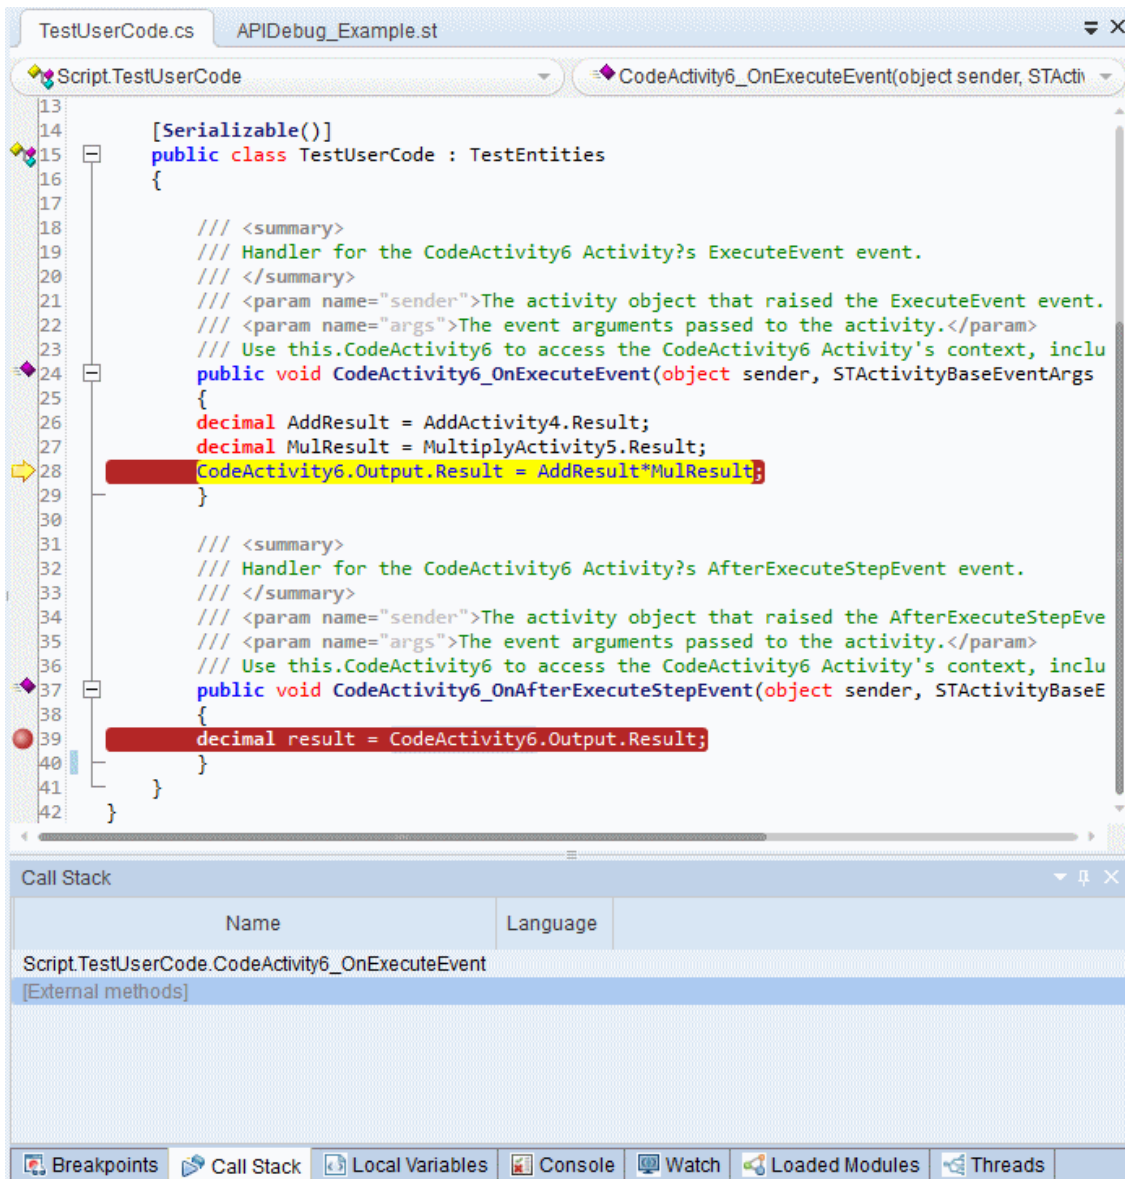 TestUserCode.cs APIDebug_Example.st
Script.TestUserCode CodeActivity6_OnExecuteEvent(object sender, STActiv
13
14 [Serializable()]
15 public class TestUserCode : TestEntities
16 {
17
18 /// <summary>
19 /// Handler for the CodeActivity6 Activity?s ExecuteEvent event.
20 /// </summary>
21 /// <param name="sender">The activity object that raised the ExecuteEvent event.
22 /// <param name="args">The event arguments passed to the activity.</param>
23 /// Use this.CodeActivity6 to access the CodeActivity6 Activity's context, inclu
24 public void CodeActivity6_OnExecuteEvent(object sender, STActivityBaseEventArgs
25 {
26 decimal AddResult = AddActivity4.Result;
27 decimal MulResult = MultiplyActivity5.Result;
28 CodeActivity6.Output.Result = AddResult*MulResult;
29 }
30
31 /// <summary>
32 /// Handler for the CodeActivity6 Activity?s AfterExecuteStepEvent event.
33 /// </summary>
34 /// <param name="sender">The activity object that raised the AfterExecuteStepEve
35 /// <param name="args">The event arguments passed to the activity.</param>
36 /// Use this.CodeActivity6 to access the CodeActivity6 Activity's context, inclu
37 public void CodeActivity6_OnAfterExecuteStepEvent(object sender, STActivityBaseE
38 {
39 decimal result = CodeActivity6.Output.Result;
40 }
41 }
42 }
Call Stack
Name Language
Script.TestUserCode.CodeActivity6_OnExecuteEvent
[External methods]
Breakpoints Call Stack Local Variables Console Watch Loaded Modules Threads